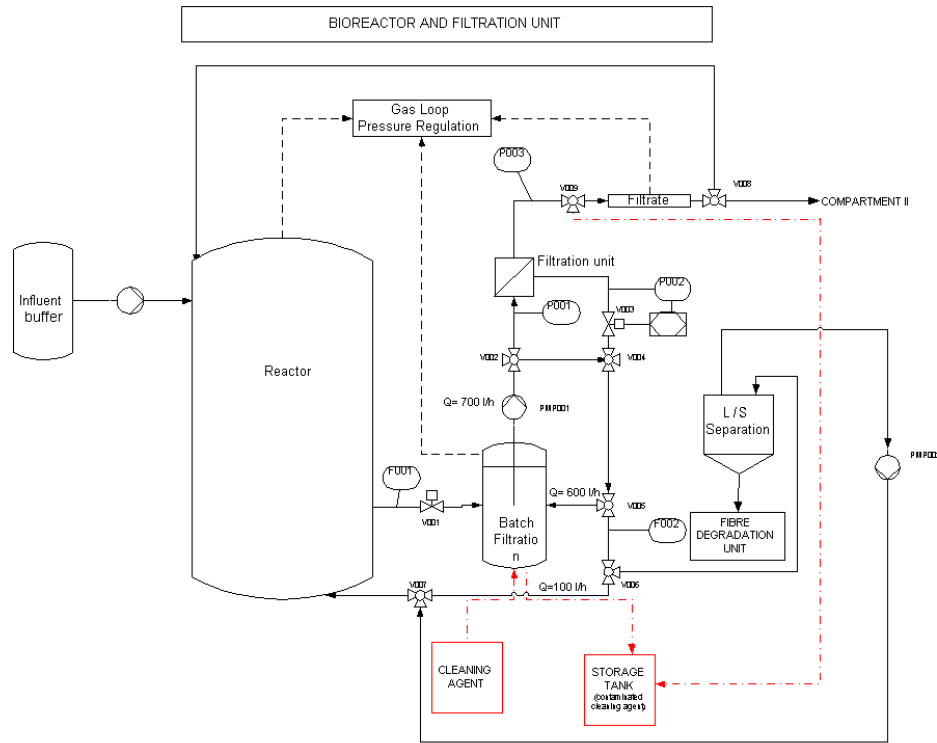 BIOREACTOR AND FILTRATION UNIT
Gas Loop
Pressure Regulation
P003
V009
V008
Filtrate
COMPARTMENT II
Filtration unit
Influent
buffer
P001
P002
V003
Reactor
V002
V004
Q= 700 l/h
PMP001
L / S
Separation
F001
Q= 600 l/h
V001
V005
Batch
Filtratio
n
F002
FIBRE
DEGRADATION
UNIT
V007
Q=100 l/h
V006
CLEANING
AGENT
STORAGE
TANK
(contaminated
cleaning agent)